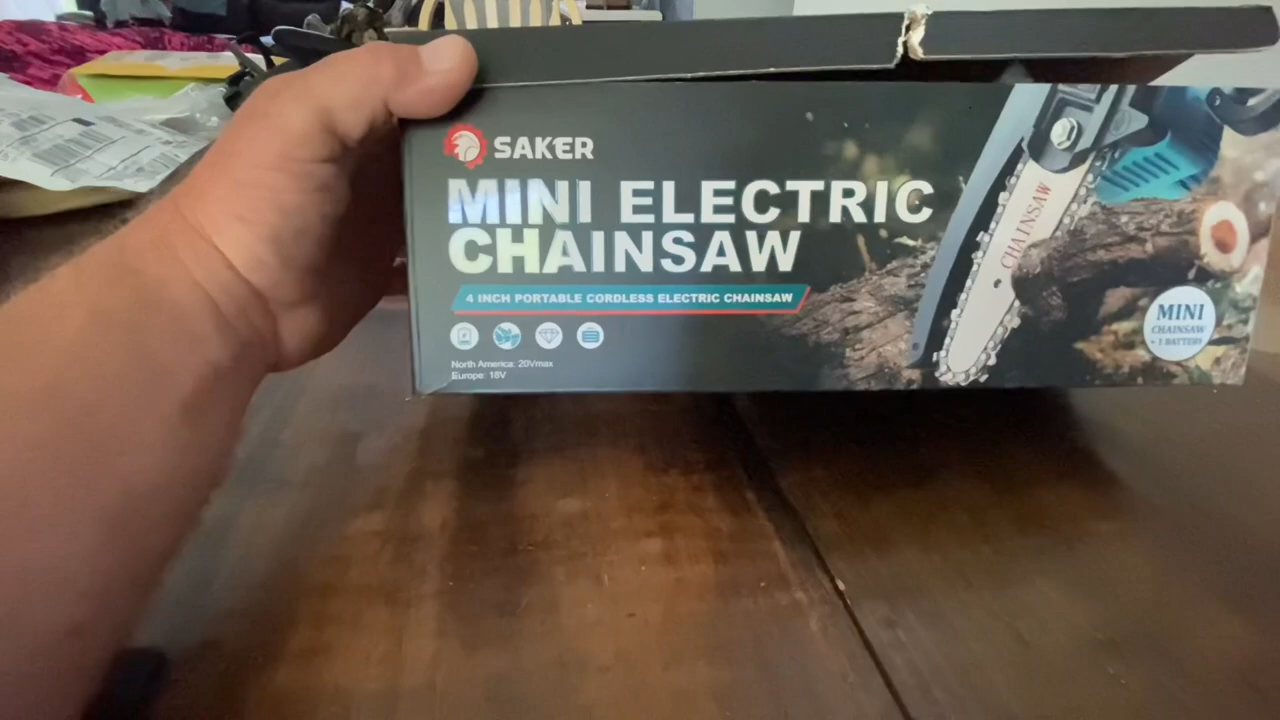 SAKER
MINI ELECTRIC
CHAINSAW
4 INCH PORTABLE CORDLESS ELECTRIC CHAINSAW
North America: 20Vmax
Europe: 18V
CHAINSAW
MINI
CHAINSAW
+ 1 BATTERY